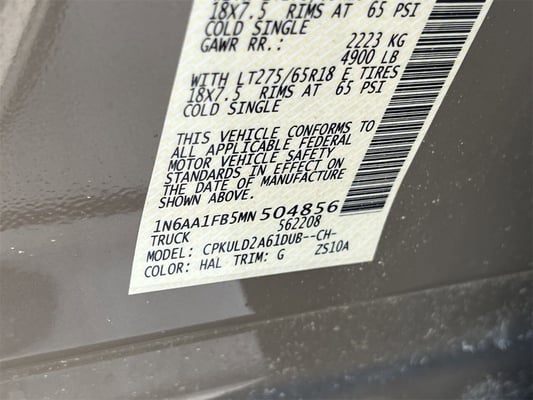 18X7.5 RIMS AT 65 PSI
COLD SINGLE
GAWR RR.: 2223 KG
4900 LB
WITH LT275/65R18 E TIRES
18X7.5 RIMS AT 65 PSI
COLD SINGLE
THIS VEHICLE CONFORMS TO
ALL APPLICABLE FEDERAL
MOTOR VEHICLE SAFETY
STANDARDS IN EFFECT ON
THE DATE OF MANUFACTURE
SHOWN ABOVE.
1N6AA1FB5MN504856
TRUCK 562208
MODEL: CPKULD2A61DUB--CH-
COLOR: HAL TRIM: G ZS10A